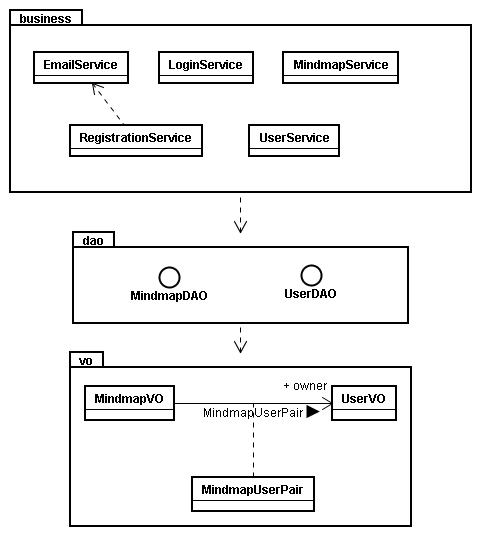 business
EmailService
LoginService
MindmapService
RegistrationService
UserService
dao
MindmapDAO
UserDAO
vo
+ owner
MindmapVO
UserVO
MindmapUserPair
MindmapUserPair